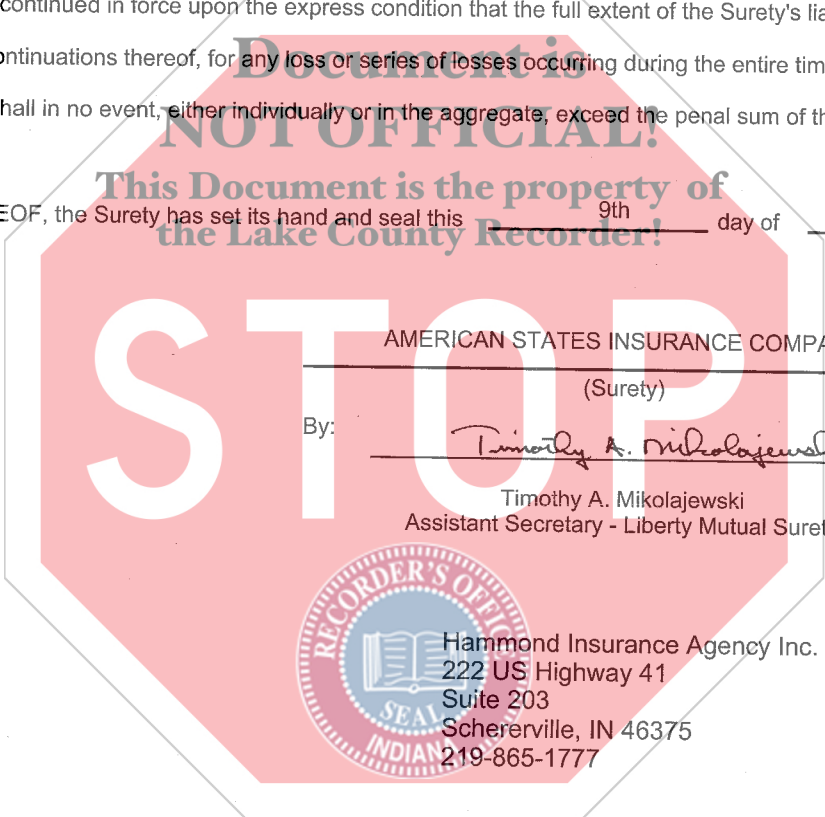 continued in force upon the express condition that the full extent of the Surety's
Document is
ontinuations thereof, for any loss or series of losses occurring during the entire tim
hall in no event, either individually or in the aggregate, exceed the penal sum of th
NOT OFFICIAL!
This Document is the property of
EOF, the Surety has set its hand and seal this 9th day of
the Lake County Recorder!
STOP
AMERICAN STATES INSURANCE COMPA
(Surety)
By: Timothy A. Mikolajews
Timothy A. Mikolajewski
Assistant Secretary - Liberty Mutual Suret
RECORDER'S OFFICE
SEAL
INDIANA
Hammond Insurance Agency Inc.
222 US Highway 41
Suite 203
Schererville, IN 46375
219-865-1777